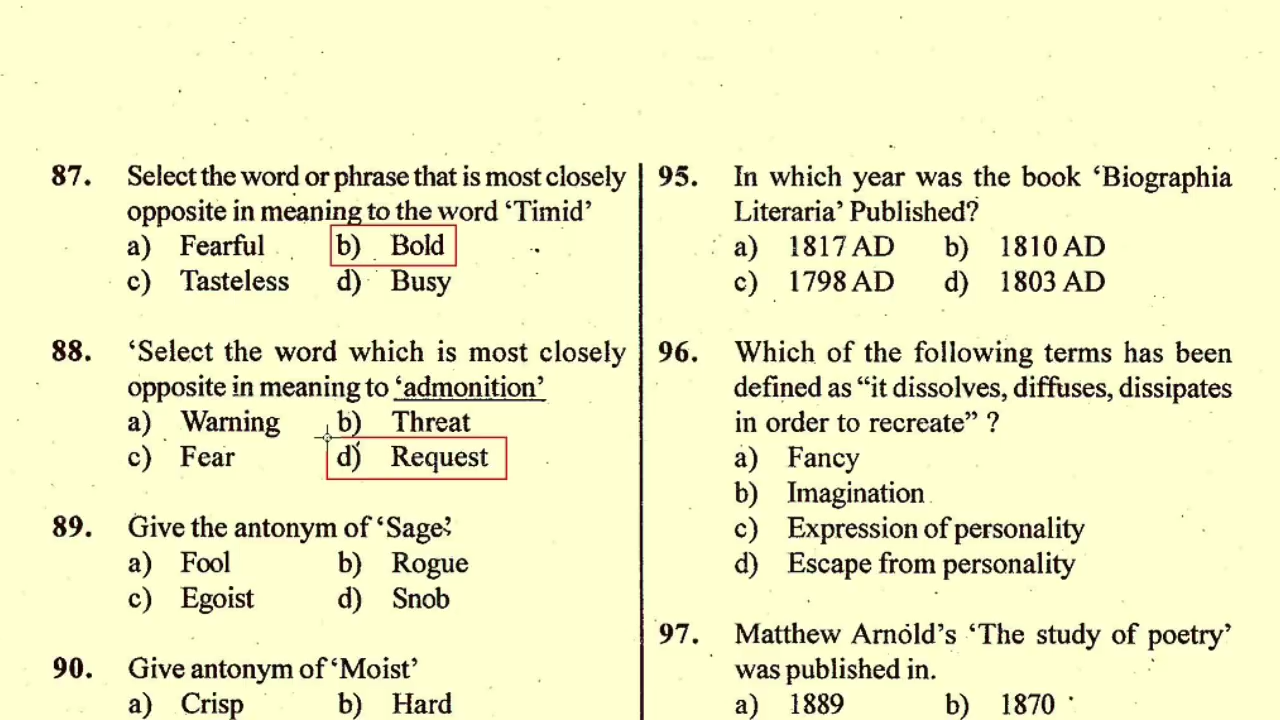 87. Select the word or phrase that is most closely
opposite in meaning to the word ‘Timid’
a) Fearful b) Bold
c) Tasteless d) Busy
88. ‘Select the word which is most closely
opposite in meaning to ‘admonition’
a) Warning b) Threat
c) Fear d) Request
89. Give the antonym of ‘Sage’
a) Fool b) Rogue
c) Egoist d) Snob
90. Give antonym of ‘Moist’
a) Crisp b) Hard
95. In which year was the book ‘Biographia
Literaria’ Published?
a) 1817 AD b) 1810 AD
c) 1798 AD d) 1803 AD
96. Which of the following terms has been
defined as “it dissolves, diffuses, dissipates
in order to recreate” ?
a) Fancy
b) Imagination
c) Expression of personality
d) Escape from personality
97. Matthew Arnold’s ‘The study of poetry’
was published in.
a) 1889 b) 1870